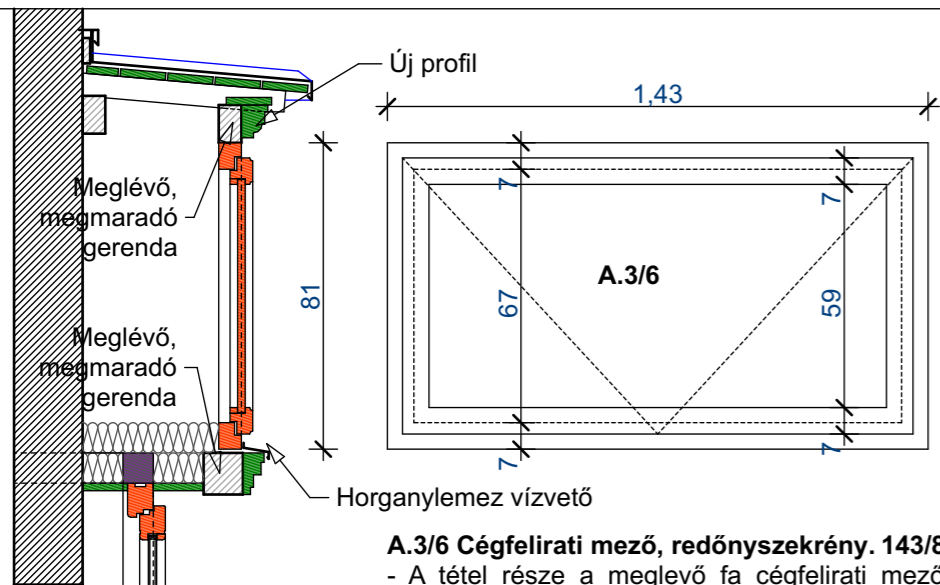 Új profil
1,43
Meglévő,
megmaradó
gerenda
7
7
A.3/6
81
67
59
Meglévő,
megmaradó
gerenda
7
7
Horganylemez vízvető
A.3/6 Cégfelirati mező, redőnyszekrény. 143/8
- A tétel része a meglevő fa cégfelirati mező